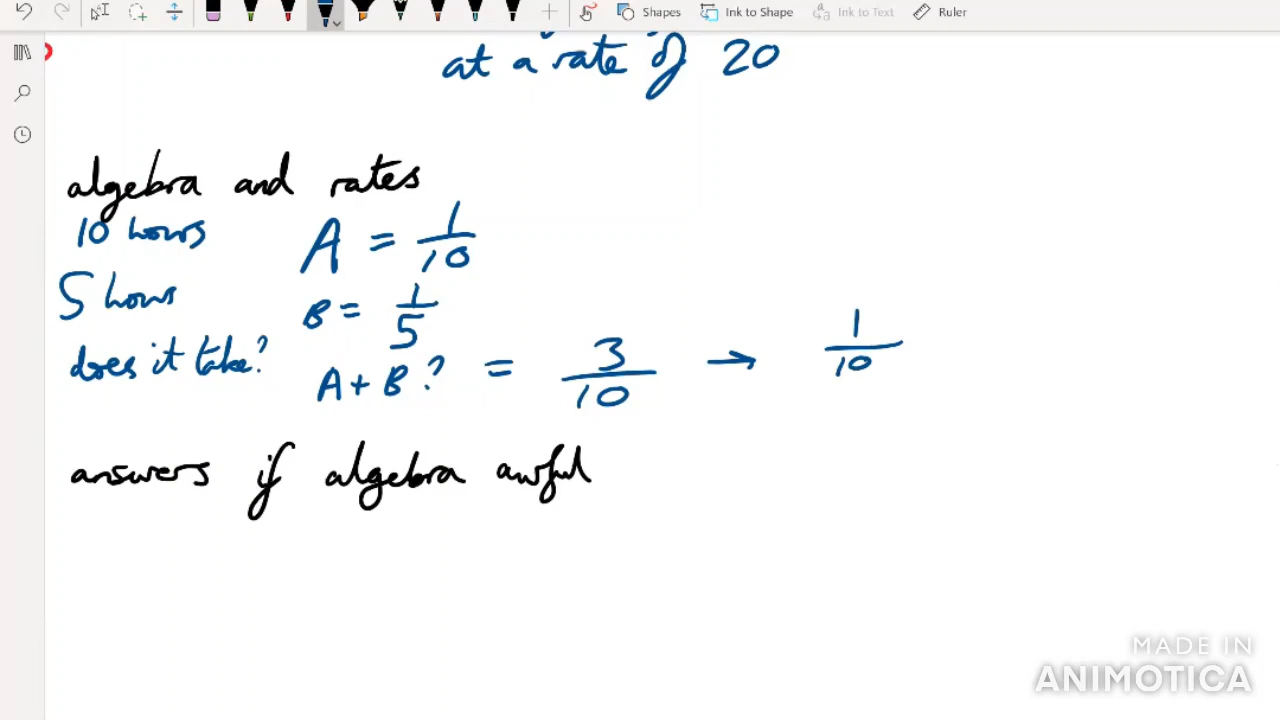 Shapes Ink to Shape Ink to Text Ruler
at a rate of 20
algebra and rates
10 hours A = 1/10
5 hours B = 1/5
does it take? A + B? = 3/10 → 1/10
answers if algebra awful
MADE IN
ANIMOTICA